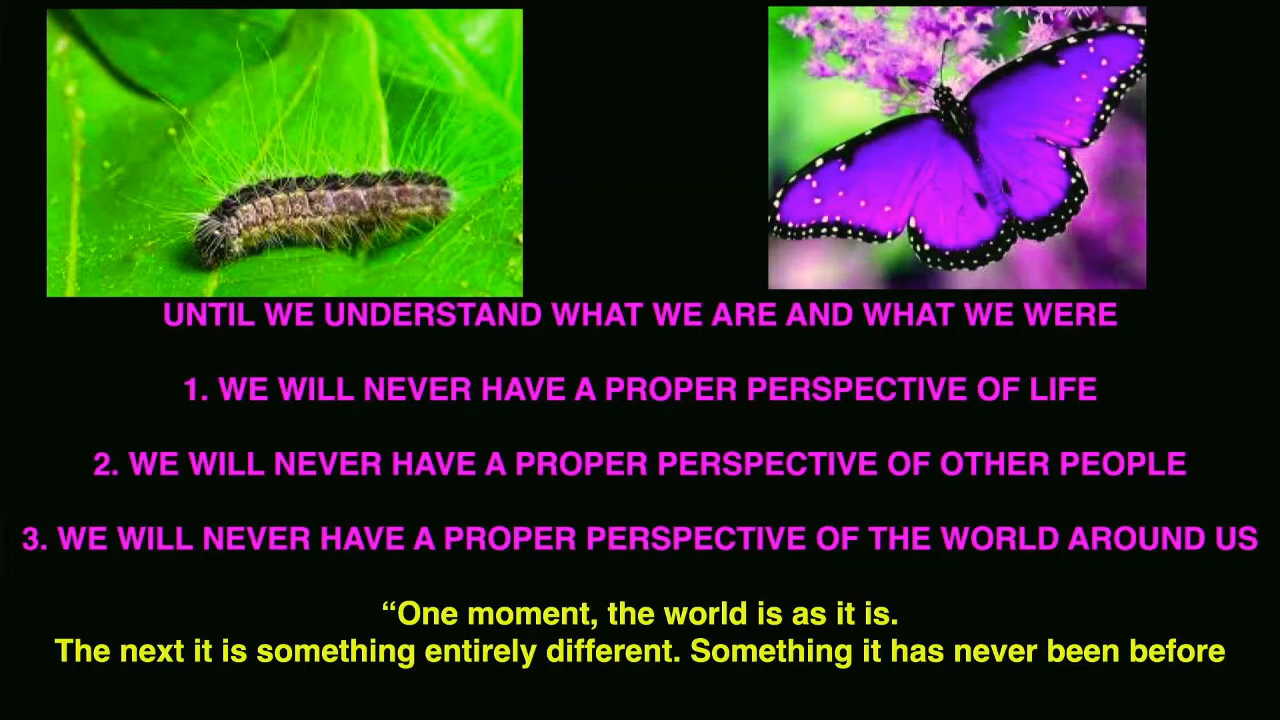 UNTIL WE UNDERSTAND WHAT WE ARE AND WHAT WE WERE
1. WE WILL NEVER HAVE A PROPER PERSPECTIVE OF LIFE
2. WE WILL NEVER HAVE A PROPER PERSPECTIVE OF OTHER PEOPLE
3. WE WILL NEVER HAVE A PROPER PERSPECTIVE OF THE WORLD AROUND US
“One moment, the world is as it is.
The next it is something entirely different. Something it has never been before